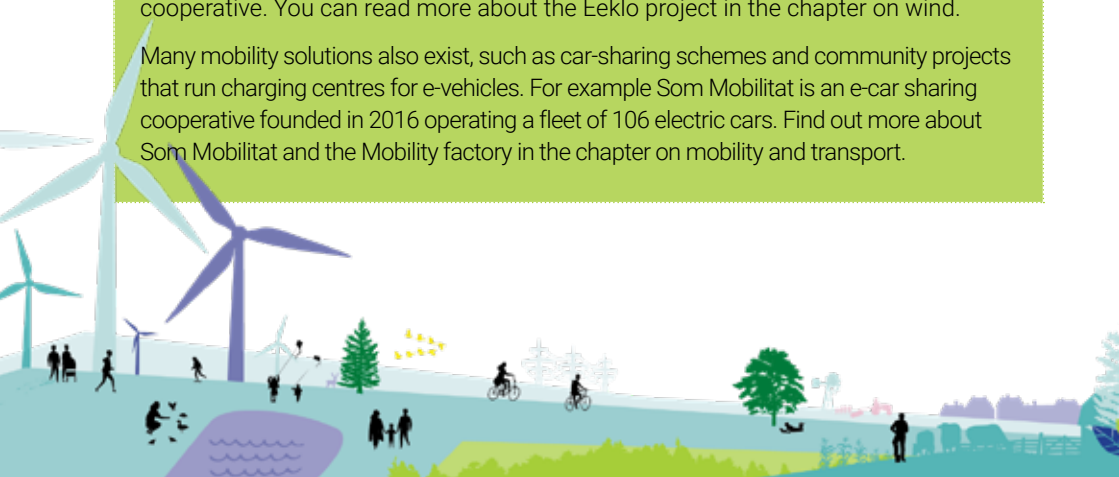 cooperative. You can read more about the Eeklo project in the chapter on wind.
Many mobility solutions also exist, such as car-sharing schemes and community projects
that run charging centres for e-vehicles. For example Som Mobilitat is an e-car sharing
cooperative founded in 2016 operating a fleet of 106 electric cars. Find out more about
Som Mobilitat and the Mobility factory in the chapter on mobility and transport.